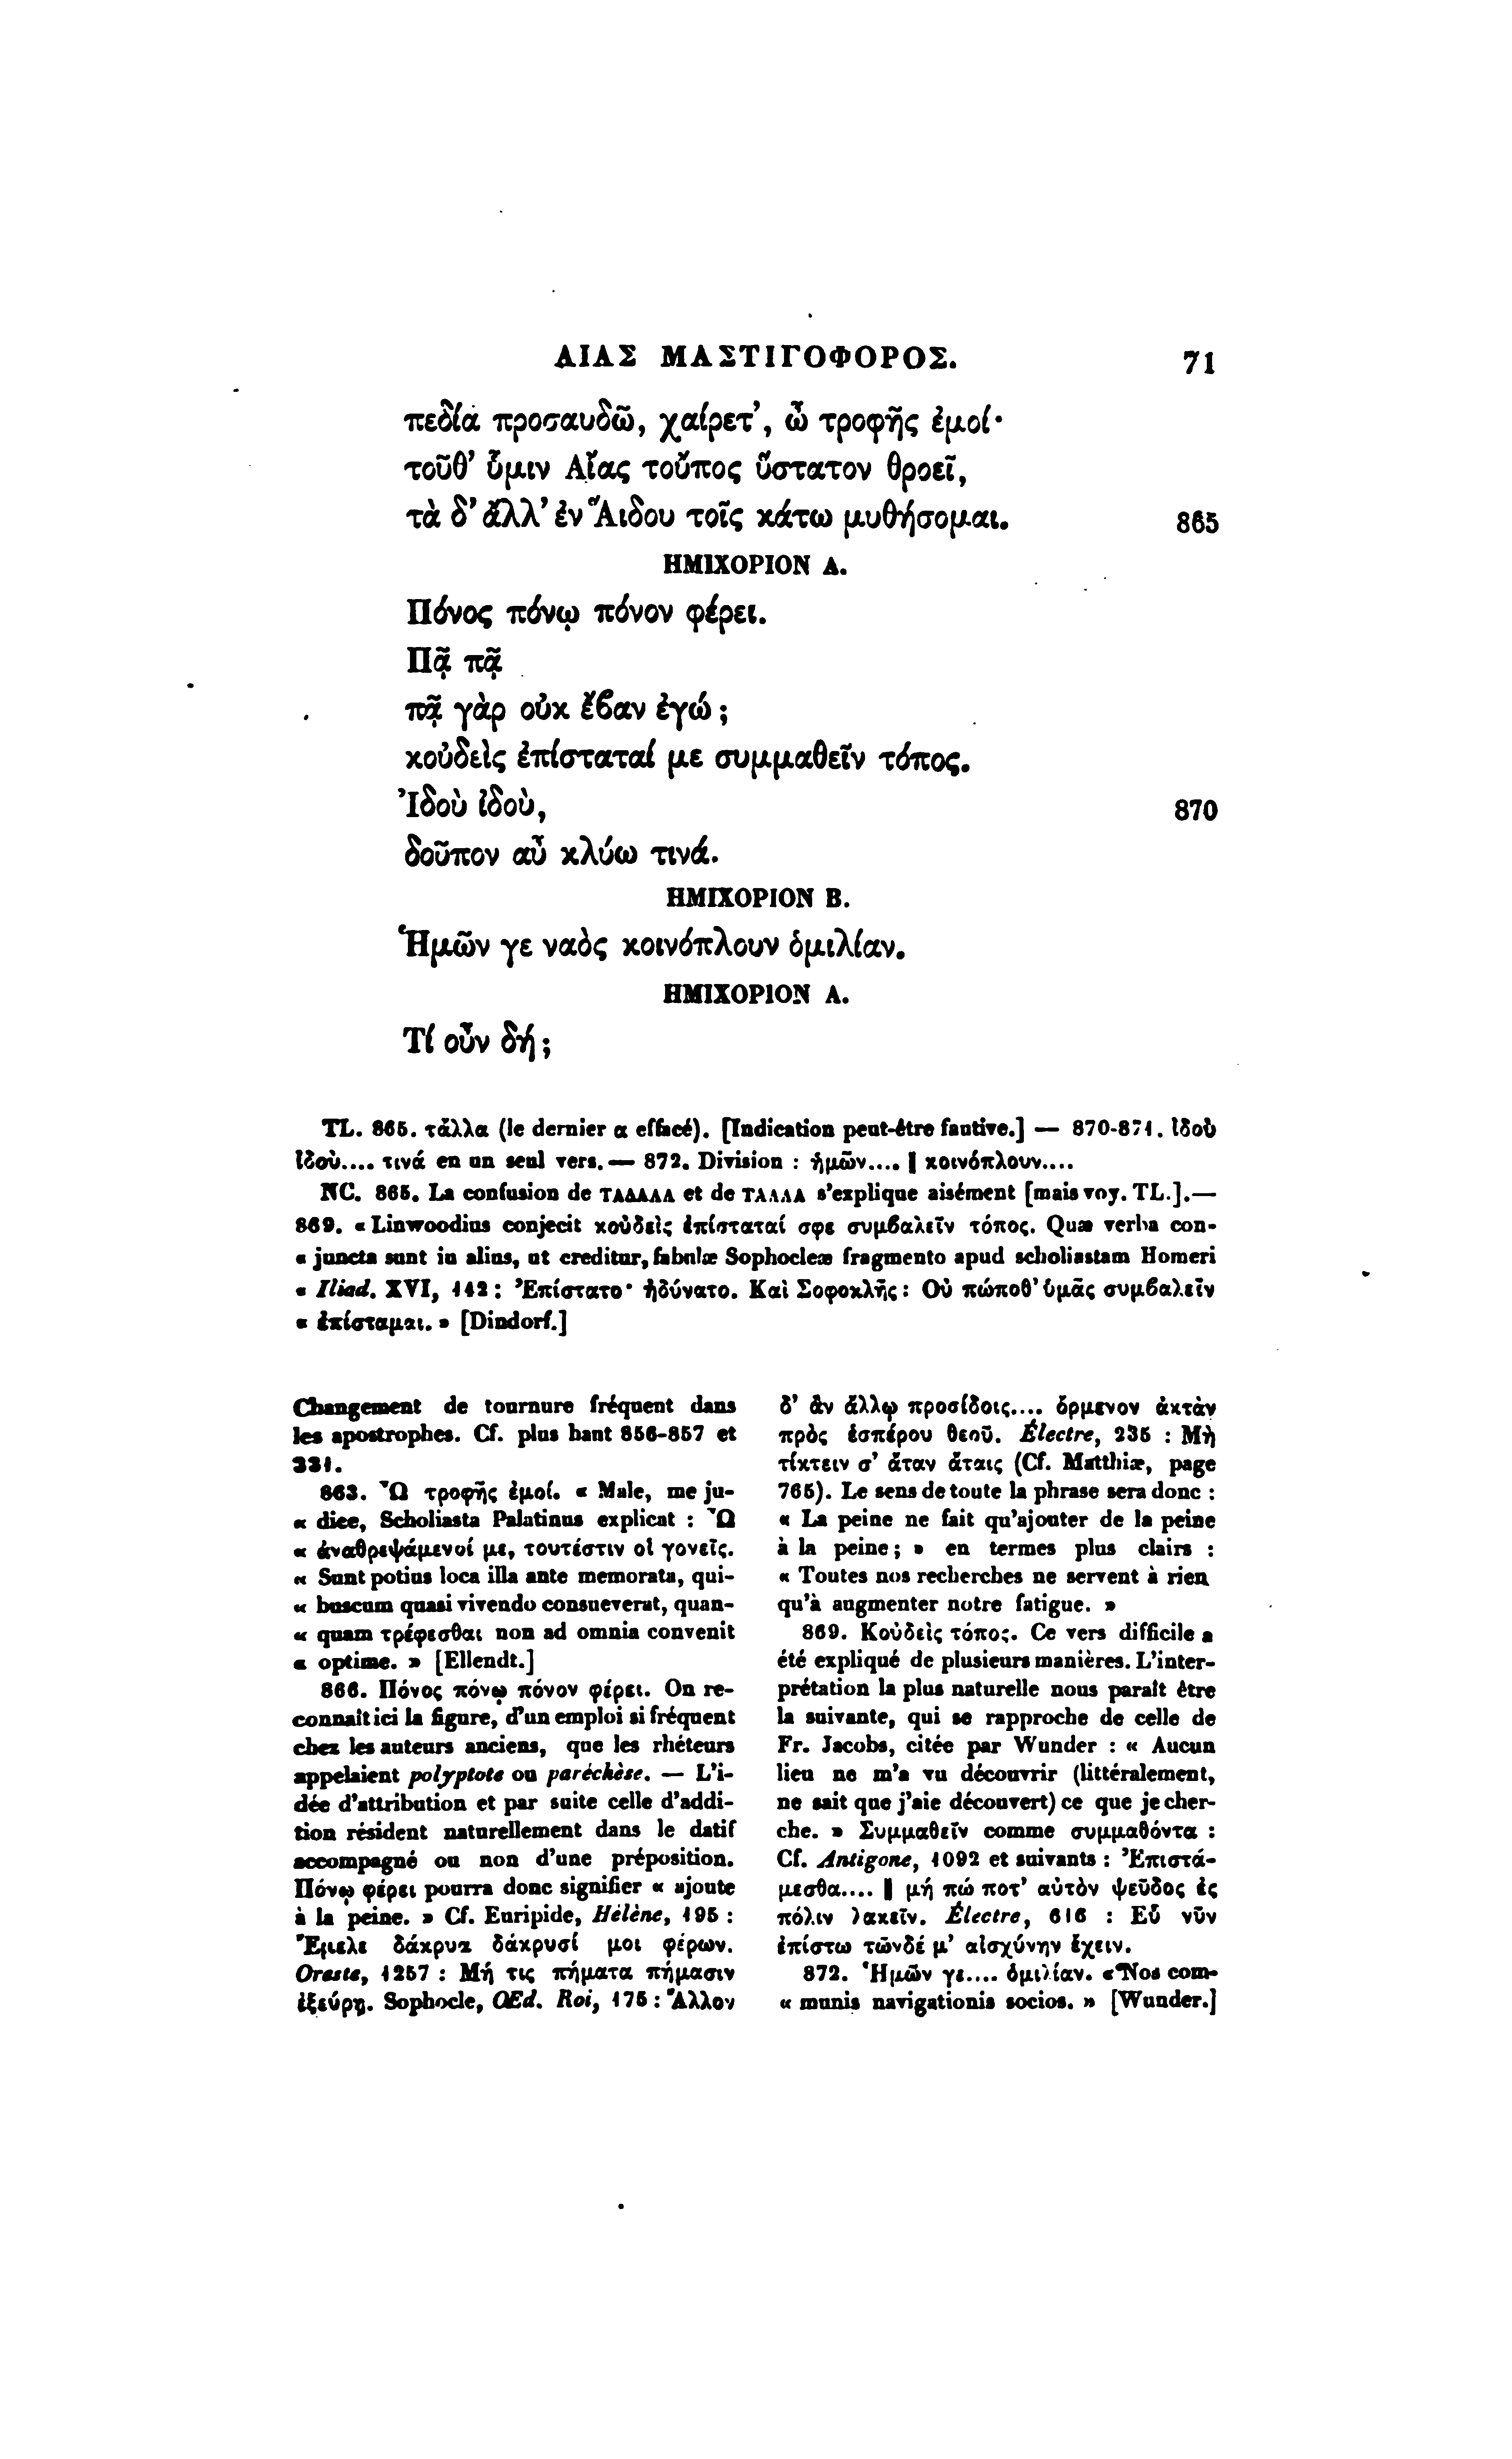 ΑΙΑΣ ΜΑΣΤΙΓΟΦΟΡΟΣ. 71
πεδία προσαυδῶ, χαίρετ’, ὦ τροφῆς ἐμοί·
τοῦθ’ ὗμιν Αἴας τοὔπος ὕστατον θροεῖ,
τὰ δ’ ἄλλ’ ἐν Ἅιδου τοῖς κάτω μυθήσομαι. 865
ΗΜΙΧΟΡΙΟΝ Α.
Πόνος πόνῳ πόνον φέρει.
Πᾷ πᾷ
πᾷ γὰρ οὐκ ἔϐαν ἐγώ;
κοὐδεὶς ἐπίσταταί με συμμαθεῖν τόπος.
Ἰδοὺ ἰδού, 870
δοῦπον αὖ κλύω τινά.
ΗΜΙΧΟΡΙΟΝ Β.
Ἡμῶν γε ναὸς κοινόπλουν ὁμιλίαν.
ΗΜΙΧΟΡΙΟΝ Α.
Τί οὖν δή;
TL. 865. τἄλλα (le dernier α effacé). [Indication peut-être fautive.] — 870-871. ἰδοὺ
ἰδοὺ.... τινά en un seul vers. — 872. Division : ἡμῶν.... | κοινόπλουν....
NC. 865. La confusion de ΤΑΔΑΛΑ et de ΤΑΛΛΑ s’explique aisément [mais voy. TL.]. —
869. « Linwoodius conjecit κοὐδεὶς ἐπίσταταί σφε συμϐαλεῖν τόπος. Quæ verba con-
« juncta sunt in alius, ut creditur, fabulæ Sophocleæ fragmento apud scholiastam Homeri
« Iliad. XVI, 142 : Ἐπίστατο· ἠδύνατο. Καὶ Σοφοκλῆς : Οὐ πώποθ’ ὑμᾶς συμϐαλεῖν
« ἐπίσταμαι. » [Dindorf.]
Changement de tournure fréquent dans
les apostrophes. Cf. plus haut 856-857 et
331.
863. Ὦ τροφῆς ἐμοί. « Male, me ju-
« dice, Scholiasta Palatinus explicat : Ὦ
« ἀναθρεψάμενοί με, τουτέστιν οἱ γονεῖς.
« Sunt potius loca illa ante memorata, qui-
« buscum quasi vivendo consueverat, quan-
« quam τρέφεσθαι non ad omnia convenit
« optime. » [Ellendt.]
866. Πόνος πόνῳ πόνον φέρει. On re-
connaît ici la figure, d’un emploi si fréquent
chez les auteurs anciens, que les rhéteurs
appelaient polyptote ou paréchèse. — L’i-
dée d’attribution et par suite celle d’addi-
tion résident naturellement dans le datif
accompagné ou non d’une préposition.
Πόνῳ φέρει pourra donc signifier « ajoute
à la peine. » Cf. Euripide, Hélène, 195 :
Ἔμελε δάκρυα δάκρυσί μοι φέρων.
Oreste, 1257 : Μή τις πήματα πήμασιν
ἐξεύρῃ. Sophocle, OEd. Roi, 175 : Ἄλλον
δ’ ἂν ἄλλῳ προσίδοις.... ὄρμενον ἀκτὰν
πρὸς ἑσπέρου θεοῦ. Électre, 235 : Μὴ
τίκτειν σ’ ἄταν ἄταις (Cf. Matthiæ, page
765). Le sens de toute la phrase sera donc :
« La peine ne fait qu’ajouter de la peine
à la peine; » en termes plus clairs :
« Toutes nos recherches ne servent à rien
qu’à augmenter notre fatigue. »
869. Κοὐδεὶς τόπος. Ce vers difficile a
été expliqué de plusieurs manières. L’inter-
prétation la plus naturelle nous paraît être
la suivante, qui se rapproche de celle de
Fr. Jacobs, citée par Wunder : « Aucun
lieu ne m’a vu découvrir (littéralement,
ne sait que j’aie découvert) ce que je cher-
che. » Συμμαθεῖν comme συμμαθόντα :
Cf. Antigone, 1092 et suivants : Ἐπιστά-
μεσθα.... | μή πώ ποτ’ αὐτὸν ψεῦδος ἐς
πόλιν λακεῖν. Électre, 616 : Εὖ νῦν
ἐπίστω τῶνδέ μ’ αἰσχύνην ἔχειν.
872. Ἡμῶν γε.... ὁμιλίαν. « Nos com-
« munis navigationis socios. » [Wunder.]